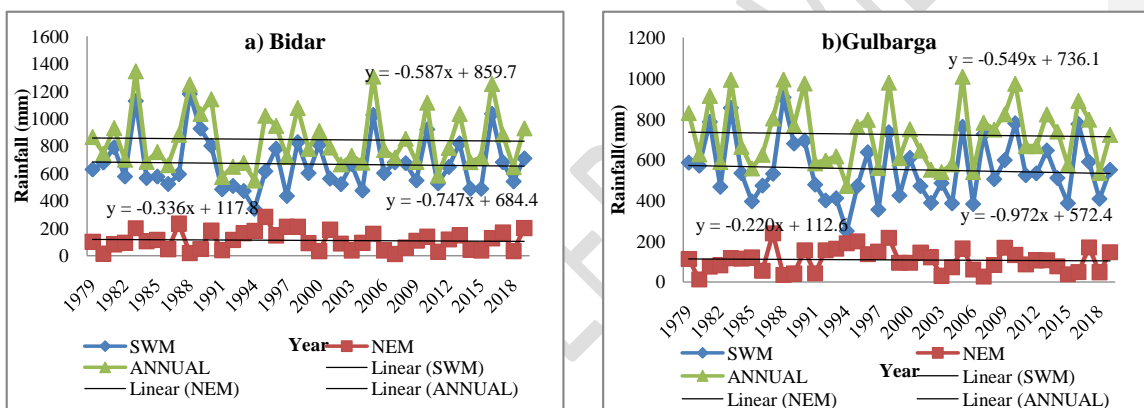 a) Bidar
1600
1400
1200
1000
800
600
400
200
0
Rainfall (mm)
y = -0.587x + 859.7
y = -0.747x + 684.4
y = -0.336x + 117.8
1979
1982
1985
1988
1991
1994
1997
2000
2003
2006
2009
2012
2015
2018
Year
SWM
NEM
ANNUAL
Linear (SWM)
Linear (NEM)
Linear (ANNUAL)
b)Gulbarga
1200
1000
800
600
400
200
0
Rainfall(mm)
y = -0.549x + 736.1
y = -0.972x + 572.4
y = -0.220x + 112.6
1979
1982
1985
1988
1991
1994
1997
2000
2003
2006
2009
2012
2015
2018
Year
SWM
NEM
ANNUAL
Linear (SWM)
Linear (NEM)
Linear (ANNUAL)